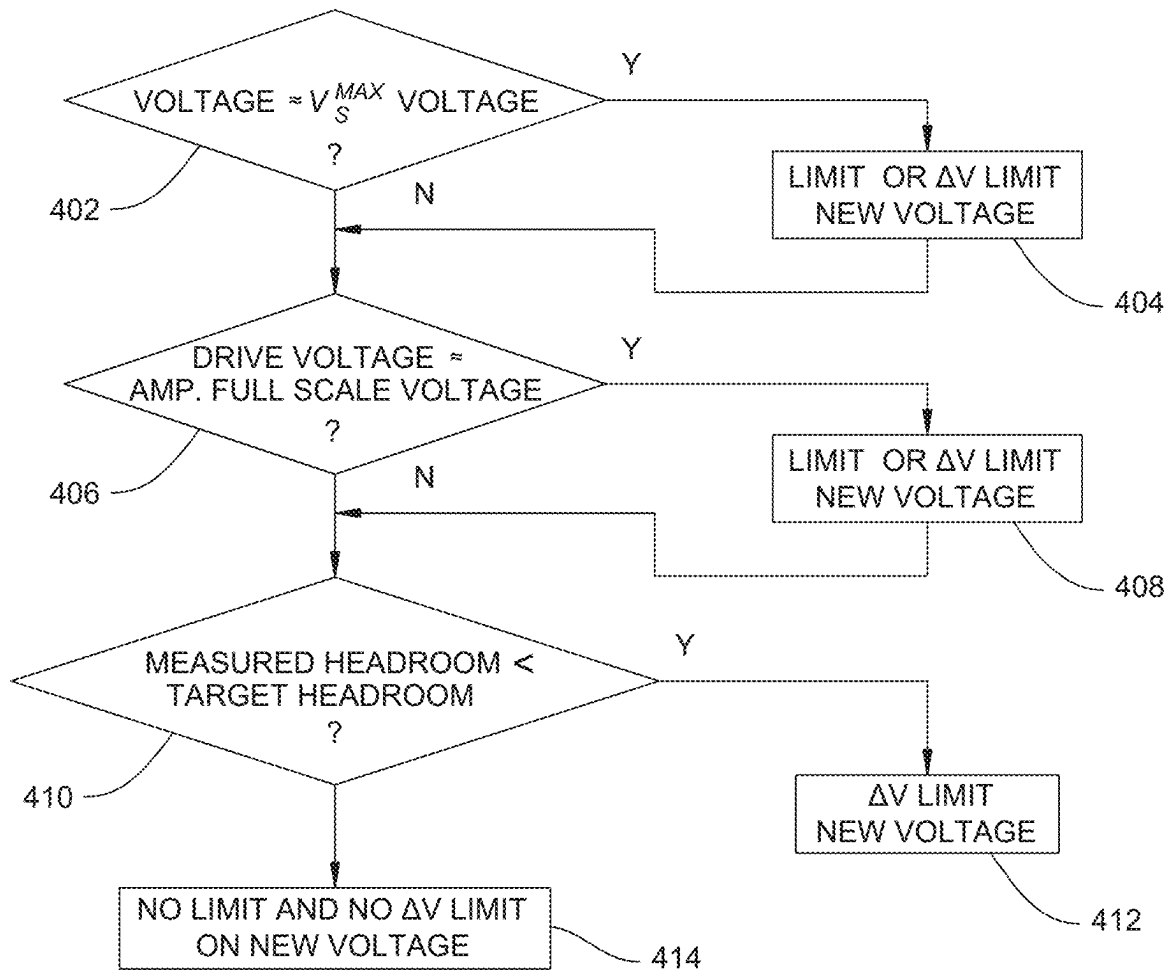 Y
VOLTAGE ≈ V_S^MAX VOLTAGE
?
402
N
LIMIT OR ΔV LIMIT
NEW VOLTAGE
404
DRIVE VOLTAGE ≈
AMP. FULL SCALE VOLTAGE
?
Y
406
N
LIMIT OR ΔV LIMIT
NEW VOLTAGE
408
MEASURED HEADROOM <
TARGET HEADROOM
?
Y
410
ΔV LIMIT
NEW VOLTAGE
412
NO LIMIT AND NO ΔV LIMIT
ON NEW VOLTAGE
414